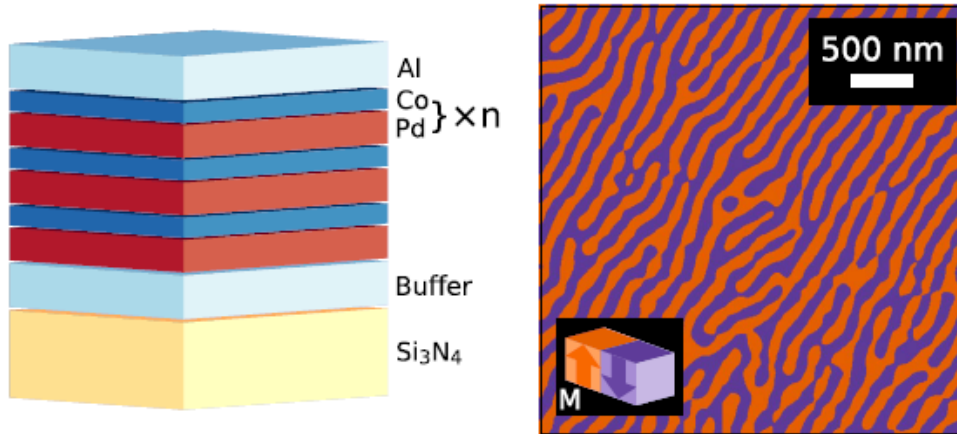 Al
Co
Pd
}×n
Buffer
Si₃N₄
500 nm
M